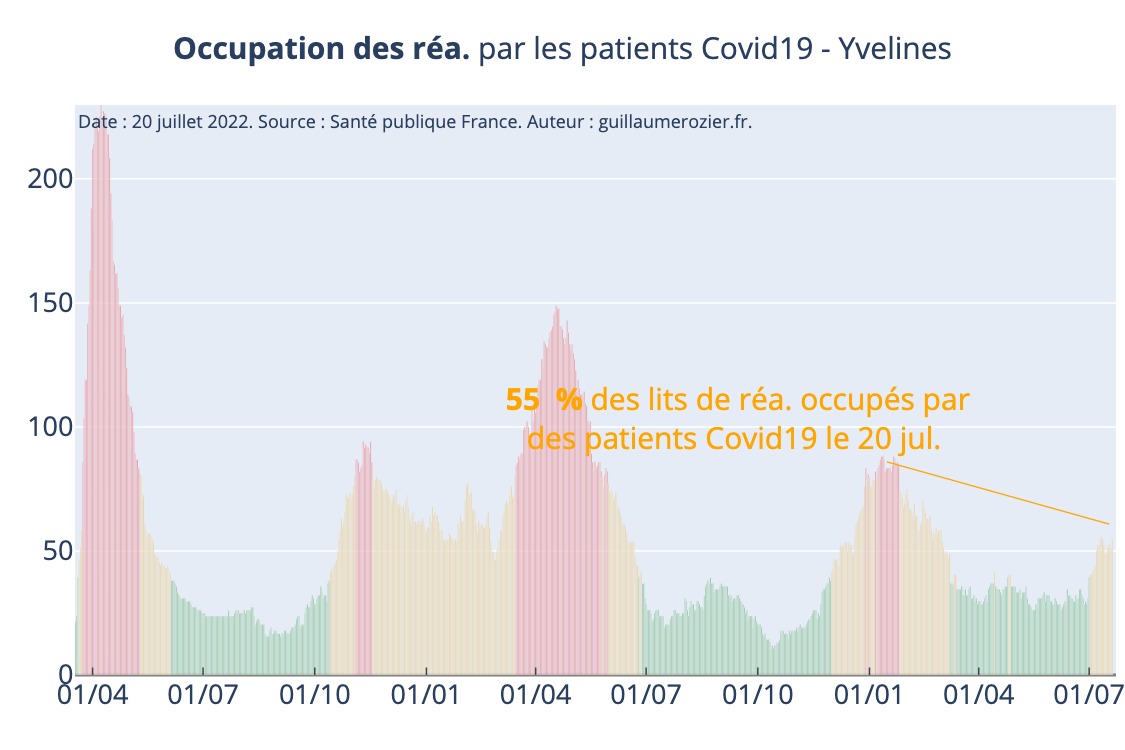 Occupation des réa. par les patients Covid19 - Yvelines
Date : 20 juillet 2022. Source : Santé publique France. Auteur : guillaumerozier.fr.
200
150
100
50
0
55 % des lits de réa. occupés par
des patients Covid19 le 20 jul.
01/04 01/07 01/10 01/01 01/04 01/07 01/10 01/01 01/04 01/07